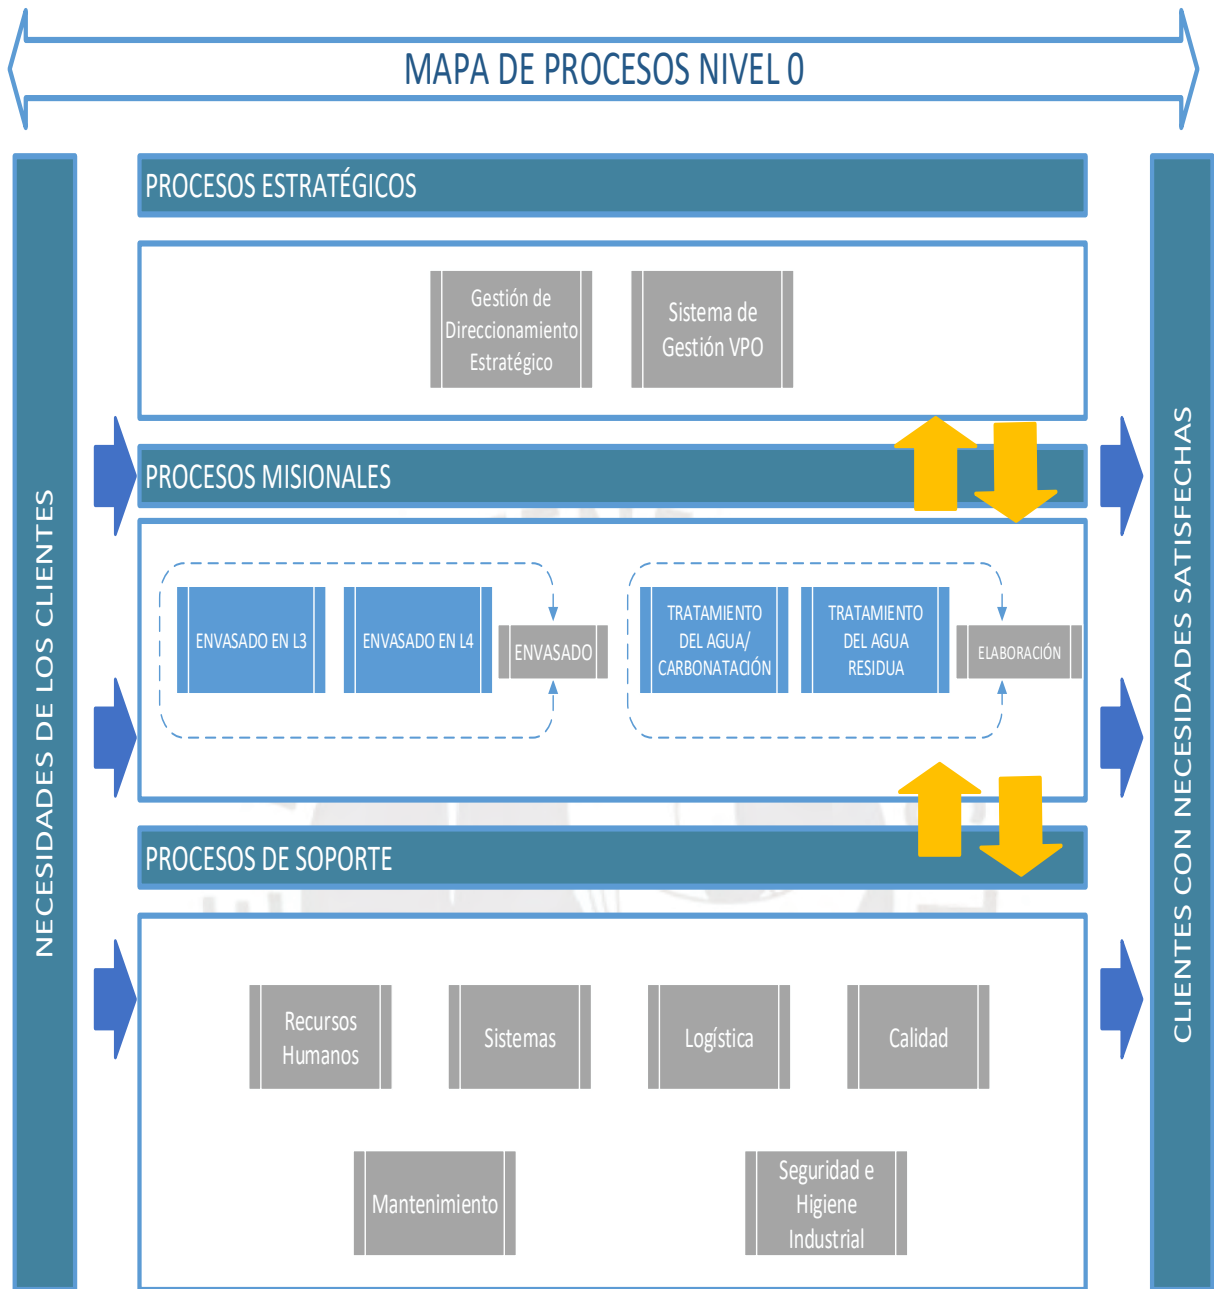 MAPA DE PROCESOS NIVEL 0
NECESIDADES DE LOS CLIENTES
PROCESOS ESTRATÉGICOS
Gestión de
Direccionamiento
Estratégico
Sistema de
Gestión VPO
PROCESOS MISIONALES
ENVASADO EN L3
ENVASADO EN L4
ENVASADO
TRATAMIENTO
DEL AGUA/
CARBONATACIÓN
TRATAMIENTO
DEL AGUA
RESIDUA
ELABORACIÓN
PROCESOS DE SOPORTE
Recursos
Humanos
Sistemas
Logística
Calidad
Mantenimiento
Seguridad e
Higiene
Industrial
CLIENTES CON NECESIDADES SATISFECHAS